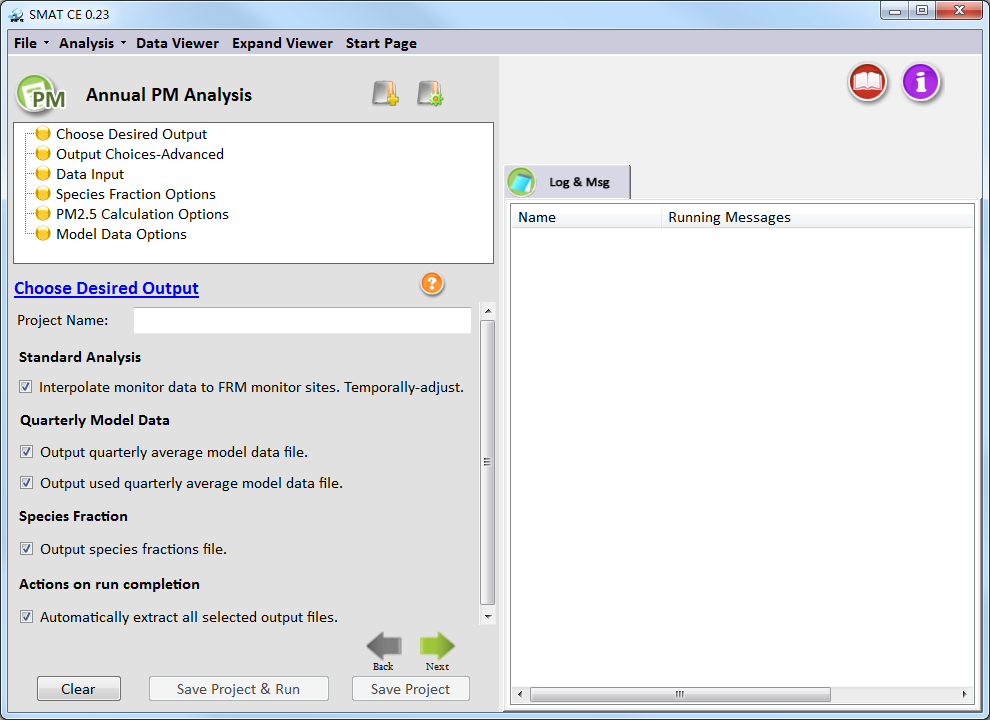 SMAT CE 0.23
File Analysis Data Viewer Expand Viewer Start Page
PM Annual PM Analysis
Choose Desired Output
Output Choices-Advanced
Data Input
Species Fraction Options
PM2.5 Calculation Options
Model Data Options
Choose Desired Output
?
Project Name:
Standard Analysis
Interpolate monitor data to FRM monitor sites. Temporally-adjust.
Quarterly Model Data
Output quarterly average model data file.
Output used quarterly average model data file.
Species Fraction
Output species fractions file.
Actions on run completion
Automatically extract all selected output files.
Back Next
Clear Save Project & Run Save Project
i
Log & Msg
Name Running Messages